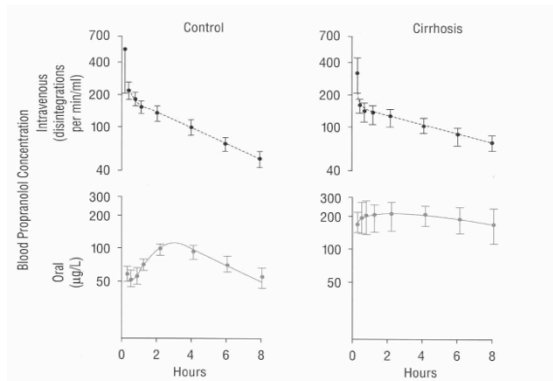 Control
Cirrhosis
Blood Propranolol Concentration
Intravenous
(disintegrations
per min/ml)
700
400
200
100
40
700
400
200
100
40
Oral
(µg/L)
300
200
100
50
300
200
100
50
0 2 4 6 8
0 2 4 6 8
Hours
Hours